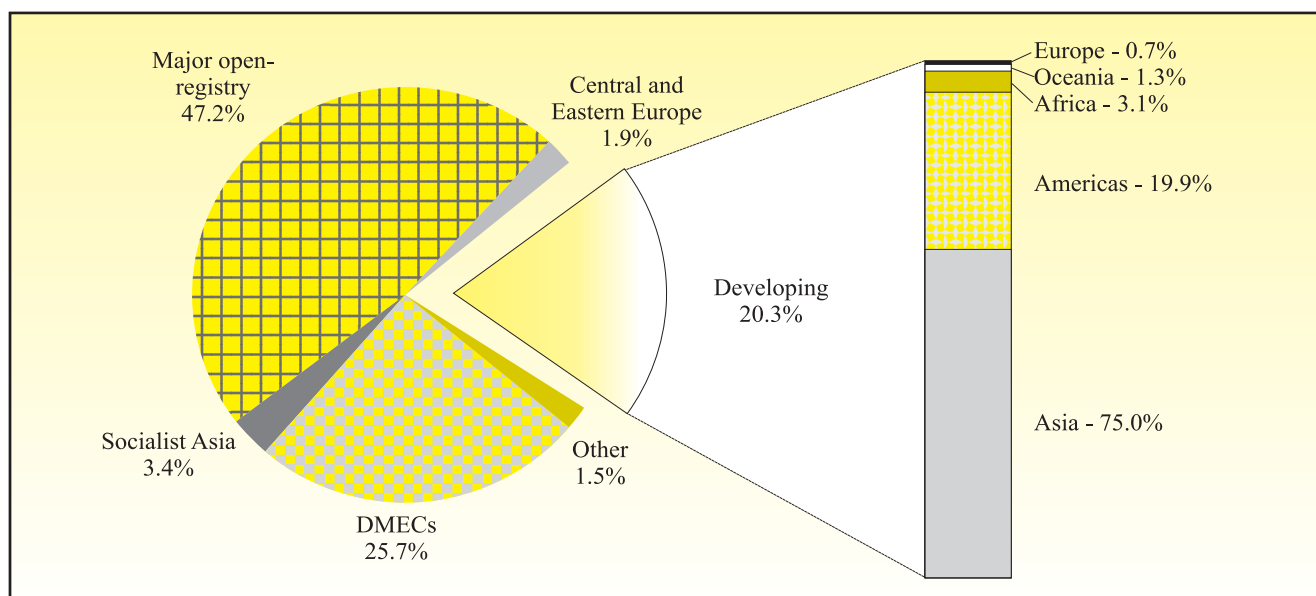 Major open-
registry
47.2%
Central and
Eastern Europe
1.9%
Developing
20.3%
Socialist Asia
3.4%
Other
1.5%
DMECs
25.7%
Europe - 0.7%
Oceania - 1.3%
Africa - 3.1%
Americas - 19.9%
Asia - 75.0%